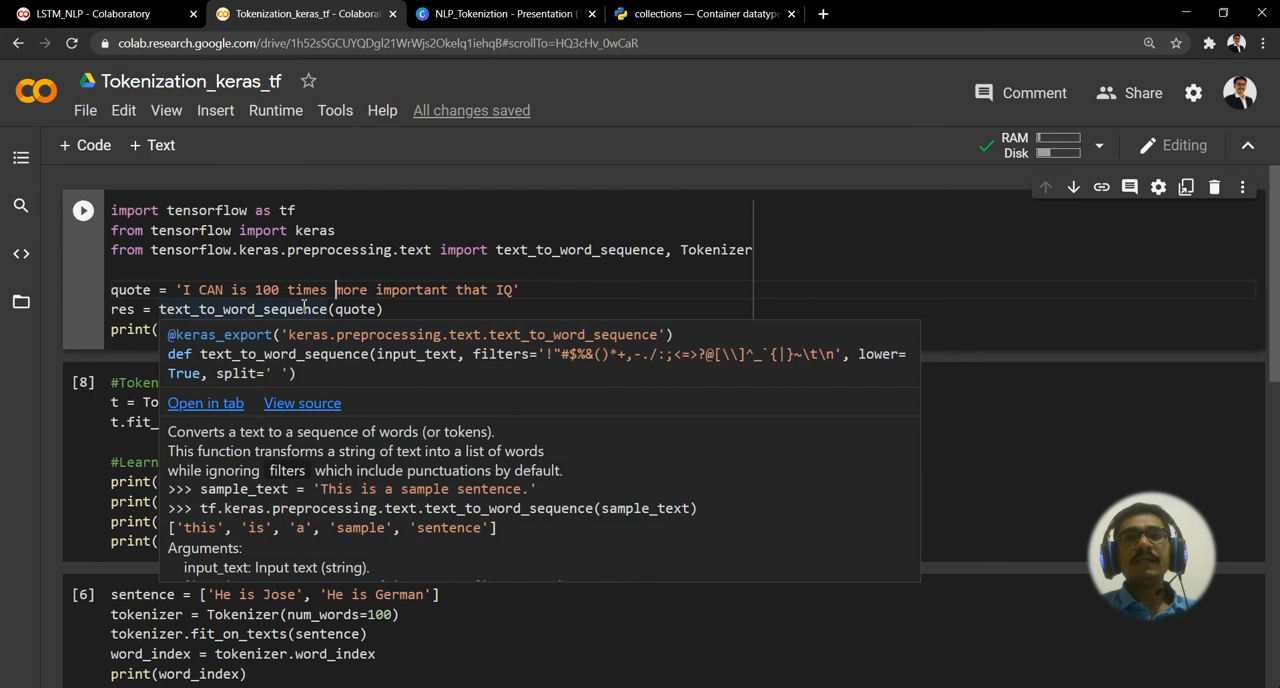 LSTM_NLP - Colaboratory
Tokenization_keras_tf - Colaborat
NLP_Tokeniztion - Presentation (
collections — Container datatype
colab.research.google.com/drive/1h52sSGCUYQDgl21WrWjs2Okelq1iehqB#scrollTo=HQ3cHv_0wCaR
Tokenization_keras_tf
File Edit View Insert Runtime Tools Help All changes saved
Comment Share
+ Code + Text
RAM
Disk
Editing
import tensorflow as tf
from tensorflow import keras
from tensorflow.keras.preprocessing.text import text_to_word_sequence, Tokenizer
quote = 'I CAN is 100 times more important that IQ'
res = text_to_word_sequence(quote)
print(
@keras_export('keras.preprocessing.text.text_to_word_sequence')
def text_to_word_sequence(input_text, filters='!"#$%&()*+,-./:;<=>?@[\\]^_`{|}~\t\n', lower=
True, split=' ')
Open in tab View source
Converts a text to a sequence of words (or tokens).
This function transforms a string of text into a list of words
while ignoring filters which include punctuations by default.
>>> sample_text = 'This is a sample sentence.'
>>> tf.keras.preprocessing.text.text_to_word_sequence(sample_text)
['this', 'is', 'a', 'sample', 'sentence']
Arguments:
input_text: Input text (string).
[8] #Token
t = To
t.fit_
#Learn
print(
print(
print(
print(
[6] sentence = ['He is Jose', 'He is German']
tokenizer = Tokenizer(num_words=100)
tokenizer.fit_on_texts(sentence)
word_index = tokenizer.word_index
print(word_index)